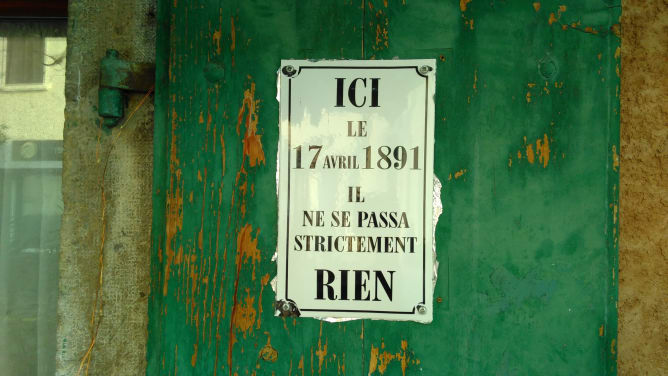 ICI
LE
17 AVRIL 1891
IL
NE SE PASSA
STRICTEMENT
RIEN